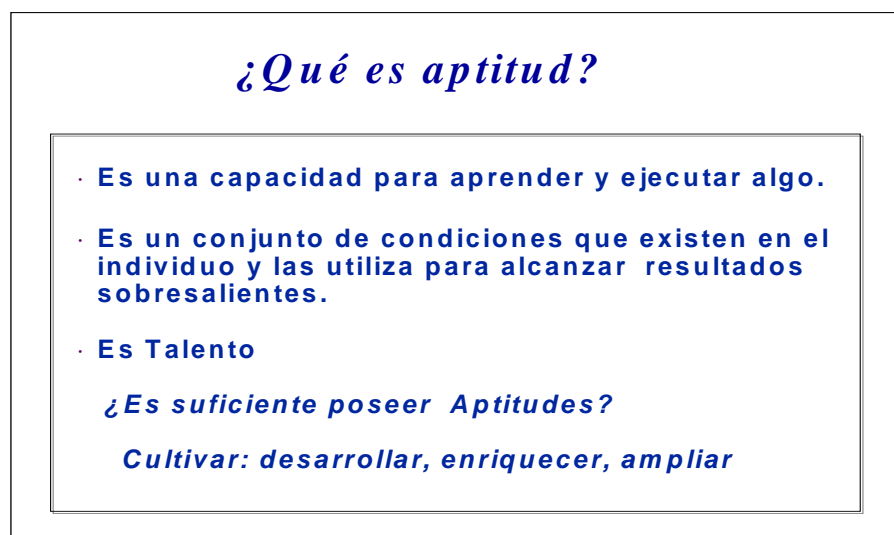 ¿Qué es aptitud?
· Es una capacidad para aprender y ejecutar algo.
· Es un conjunto de condiciones que existen en el
individuo y las utiliza para alcanzar resultados
sobresalientes.
· Es Talento
¿Es suficiente poseer Aptitudes?
Cultivar: desarrollar, enriquecer, ampliar